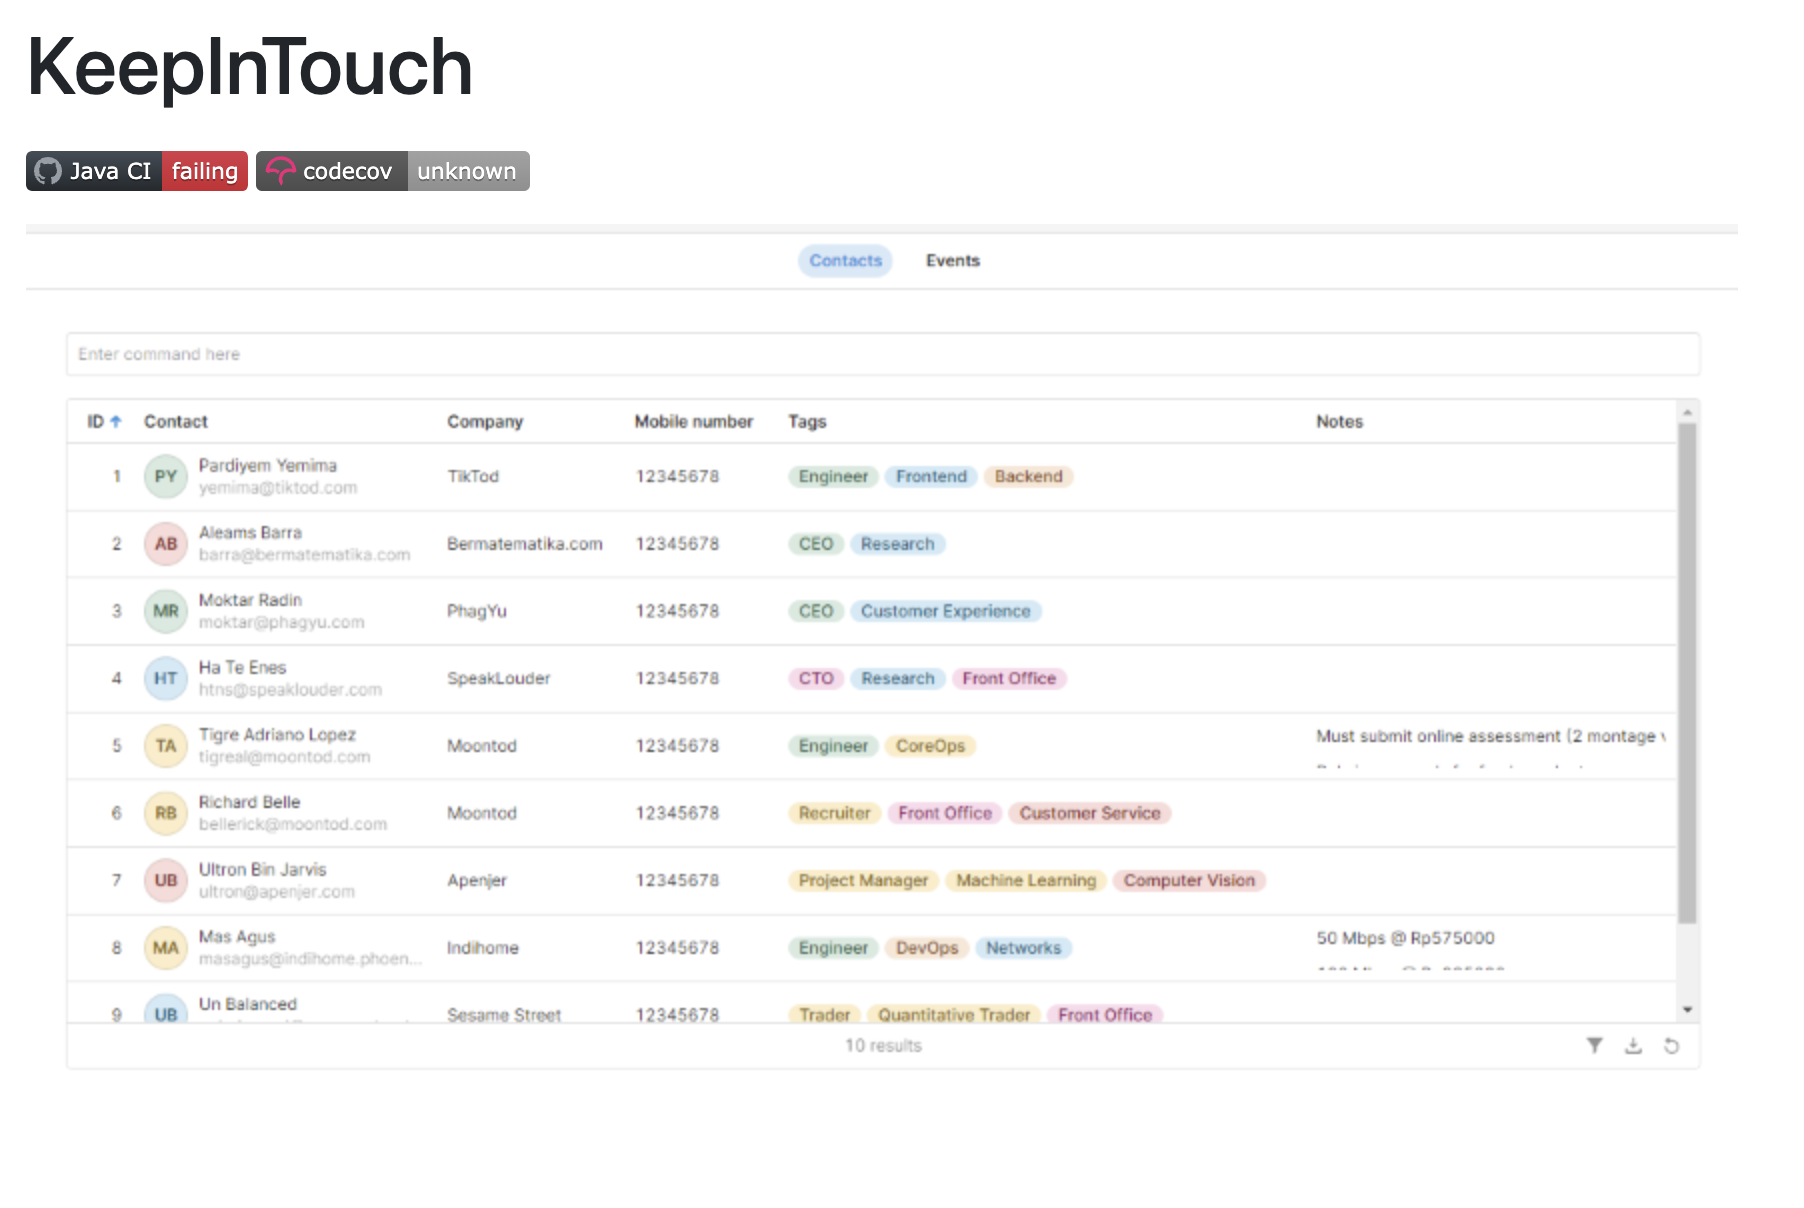 KeepInTouch
Java CI failing codecov unknown
Contacts Events
Enter command here
ID Contact Company Mobile number Tags Notes
1 PY Pardiyem Yemima TikTod 12345678 Engineer Frontend Backend
yemima@tiktod.com
2 AB Aleams Barra Bermatematika.com 12345678 CEO Research
barra@bermatematika.com
3 MR Moktar Radin PhagYu 12345678 CEO Customer Experience
moktar@phagyu.com
4 HT Ha Te Enes SpeakLouder 12345678 CTO Research Front Office
htns@speaklouder.com
5 TA Tigre Adriano Lopez Moontod 12345678 Engineer CoreOps Must submit online assessment (2 montage
tigreal@moontod.com
6 RB Richard Belle Moontod 12345678 Recruiter Front Office Customer Service
bellerick@moontod.com
7 UB Ultron Bin Jarvis Apenjer 12345678 Project Manager Machine Learning Computer Vision
ultron@apenjer.com
8 MA Mas Agus Indihome 12345678 Engineer DevOps Networks 50 Mbps @ Rp575000
masagus@indihome.phoen...
9 UB Un Balanced Sesame Street 12345678 Trader Quantitative Trader Front Office
10 results